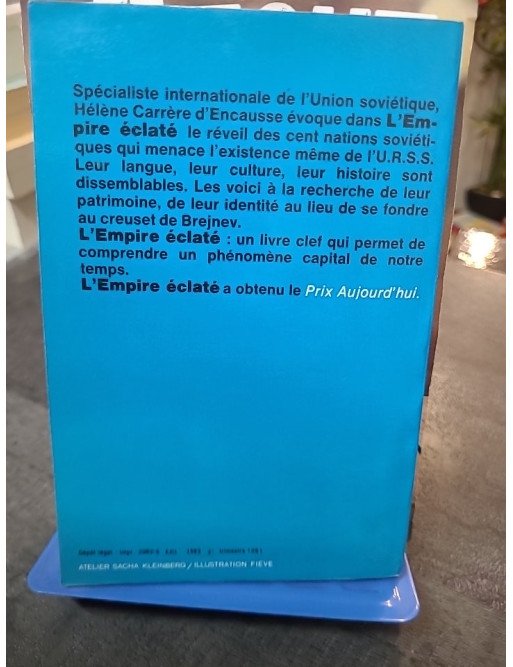 Spécialiste internationale de l'Union soviétique,
Hélène Carrère d'Encausse évoque dans L'Em-
pire éclaté le réveil des cent nations soviéti-
ques qui menace l'existence même de l'U.R.S.S.
Leur langue, leur culture, leur histoire sont
dissemblables. Les voici à la recherche de leur
patrimoine, de leur identité au lieu de se fondre
au creuset de Brejnev.
L'Empire éclaté : un livre clef qui permet de
comprendre un phénomène capital de notre
temps.
L'Empire éclaté a obtenu le Prix Aujourd'hui.
ATELIER SACHA KLEINBERG / ILLUSTRATION FIEVE